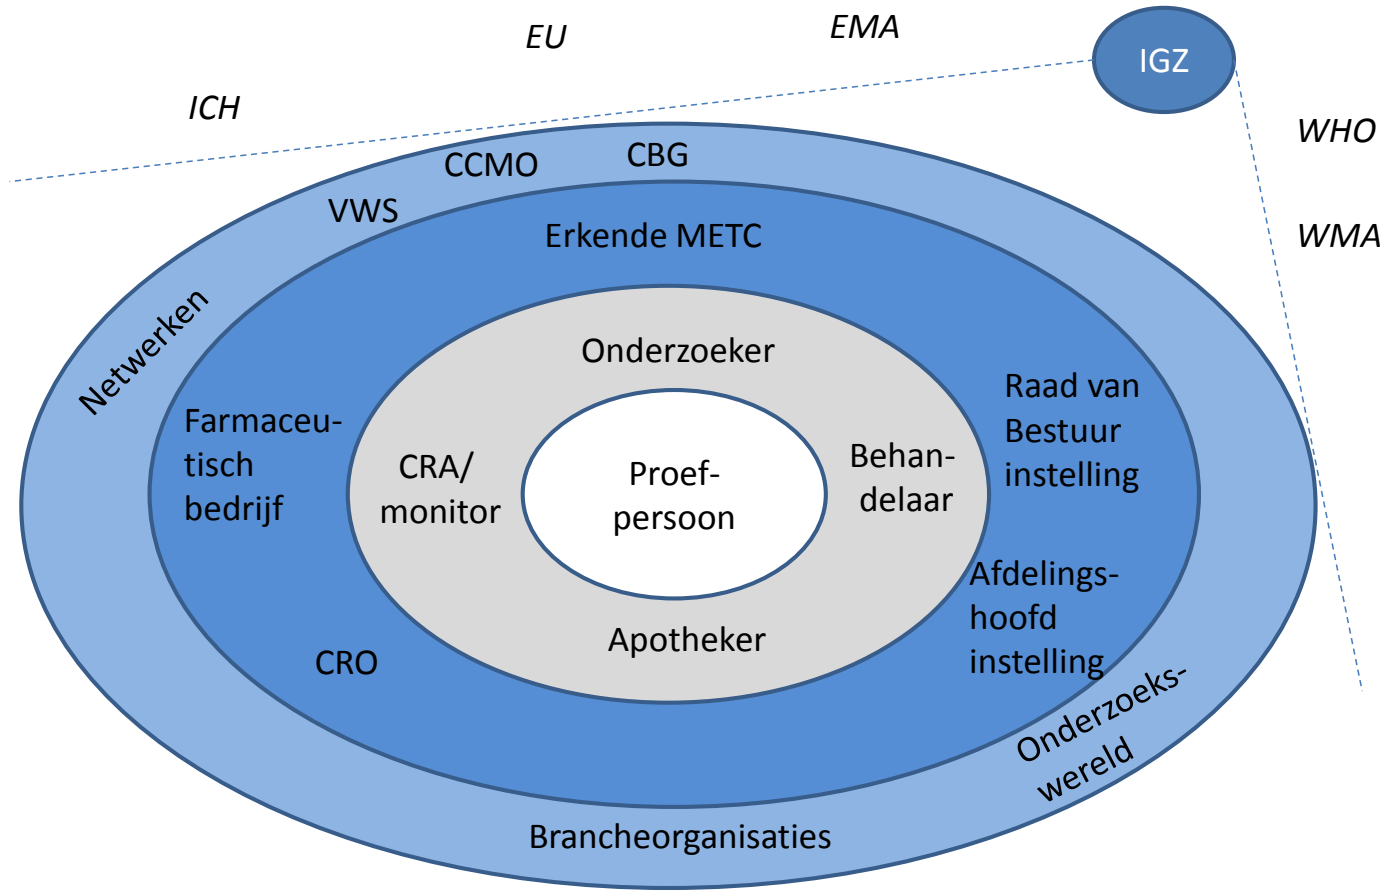 EU
EMA
IGZ
ICH
WHO
CCMO
CBG
VWS
WMA
Erkende METC
Netwerken
Onderzoeker
Raad van
Bestuur
instelling
Farmaceu-
tisch
bedrijf
CRA/
monitor
Proef-
persoon
Behan-
delaar
Afdelings-
hoofd
instelling
Apotheker
CRO
Onderzoeks-
wereld
Brancheorganisaties